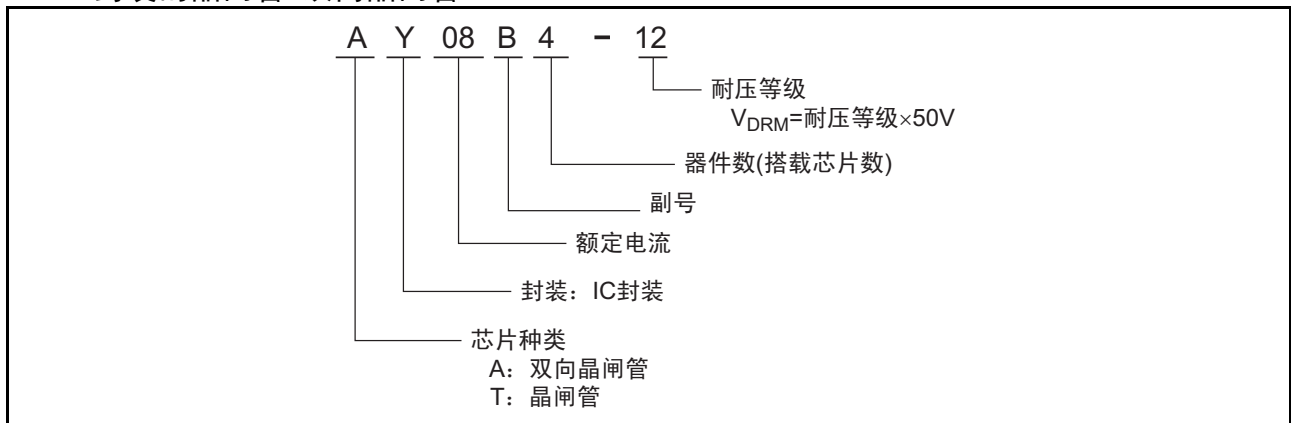 A Y 08 B 4 - 12
耐压等级
VDRM=耐压等级×50V
器件数(搭载芯片数)
副号
额定电流
封装：IC封装
芯片种类
A：双向晶闸管
T：晶闸管